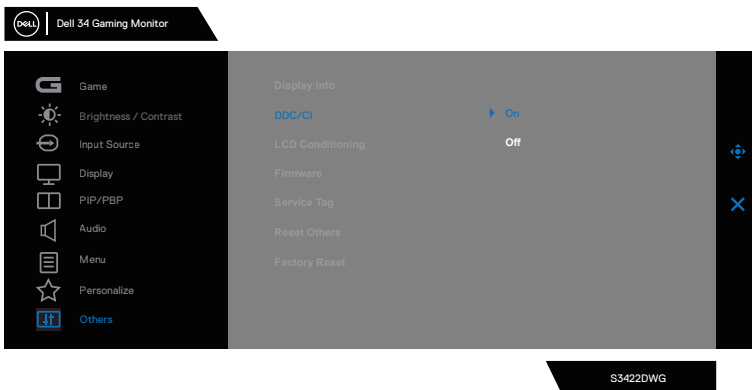 DELL
Dell 34 Gaming Monitor
Game
Brightness / Contrast
Input Source
Display
PIP/PBP
Audio
Menu
Personalize
Others
Display Info
DDC/CI
LCD Conditioning
Firmware
Service Tag
Reset Others
Factory Reset
On
Off
S3422DWG